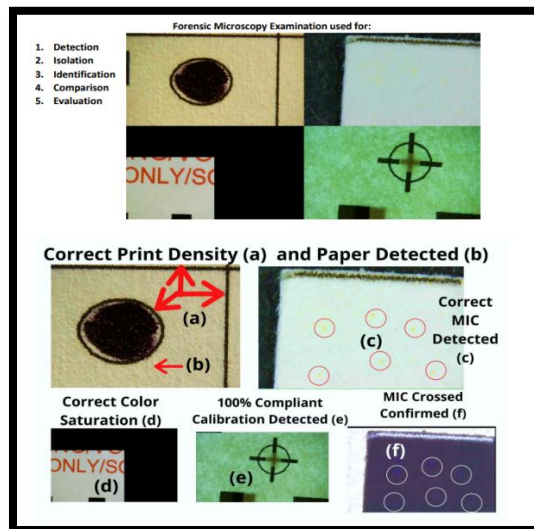 Forensic Microscopy Examination used for:
1. Detection
2. Isolation
3. Identification
4. Comparison
5. Evaluation
ONLY/SC
Correct Print Density (a) and Paper Detected (b)
(a)
(b)
(c)
Correct
MIC
Detected
(c)
Correct Color
Saturation (d)
100% Compliant
Calibration Detected (e)
MIC Crossed
Confirmed (f)
ONLY/SC
(d)
(e)
(f)